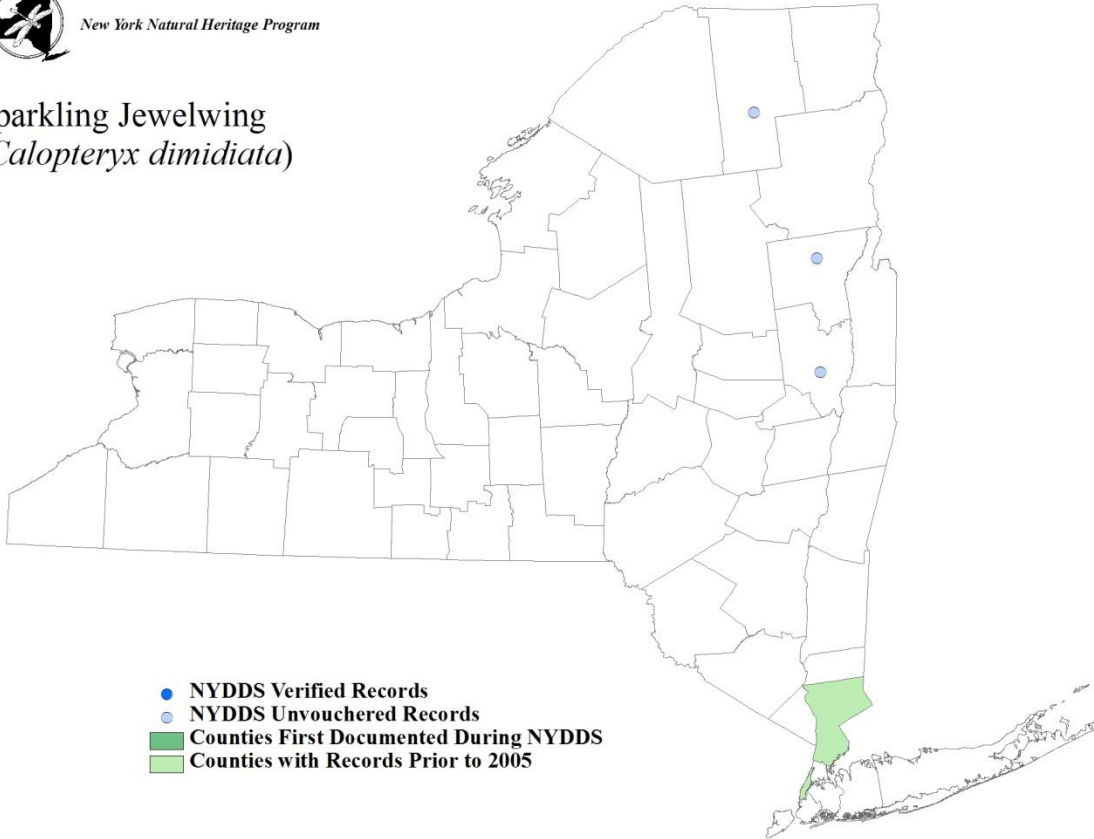 New York Natural Heritage Program
parkling Jewelwing
Calopteryx dimidiata)
NYDDS Verified Records
NYDDS Unvouchered Records
Counties First Documented During NYDDS
Counties with Records Prior to 2005